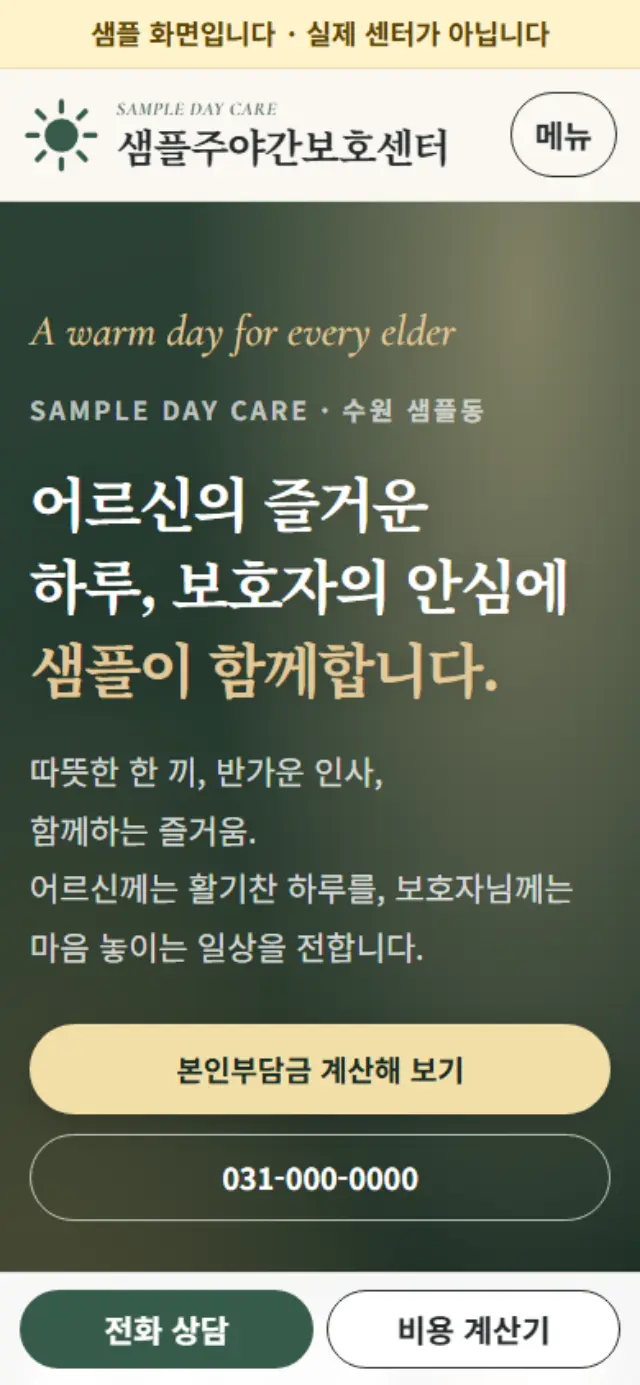 샘플 화면입니다 · 실제 센터가 아닙니다
SAMPLE DAY CARE
샘플주야간보호센터
메뉴
A warm day for every elder
SAMPLE DAY CARE · 수원 샘플동
어르신의 즐거운
하루, 보호자의 안심에
샘플이 함께합니다.
따뜻한 한 끼, 반가운 인사,
함께하는 즐거움.
어르신께는 활기찬 하루를, 보호자님께는
마음 놓이는 일상을 전합니다.
본인부담금 계산해 보기
031-000-0000
전화 상담
비용 계산기